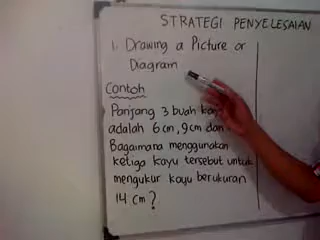 STRATEGI PENYELESAIAN
1. Drawing a Picture or
Diagram
Contoh
Panjang 3 buah
adalah 6 cm, 9 cm dan
Bagaimana menggunakan
ketiga kayu tersebut untuk
mengukur kayu berukuran
14 cm?